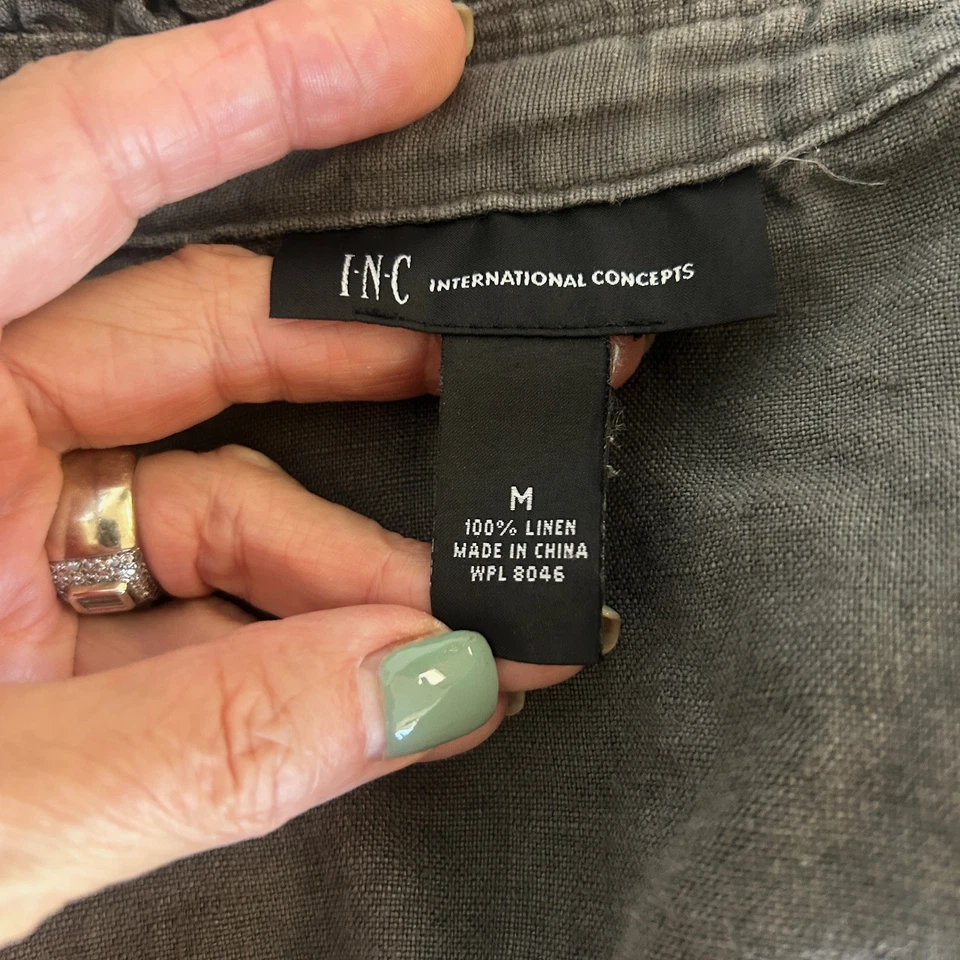 I·N·C INTERNATIONAL CONCEPTS
M
100% LINEN
MADE IN CHINA
WPL 8046